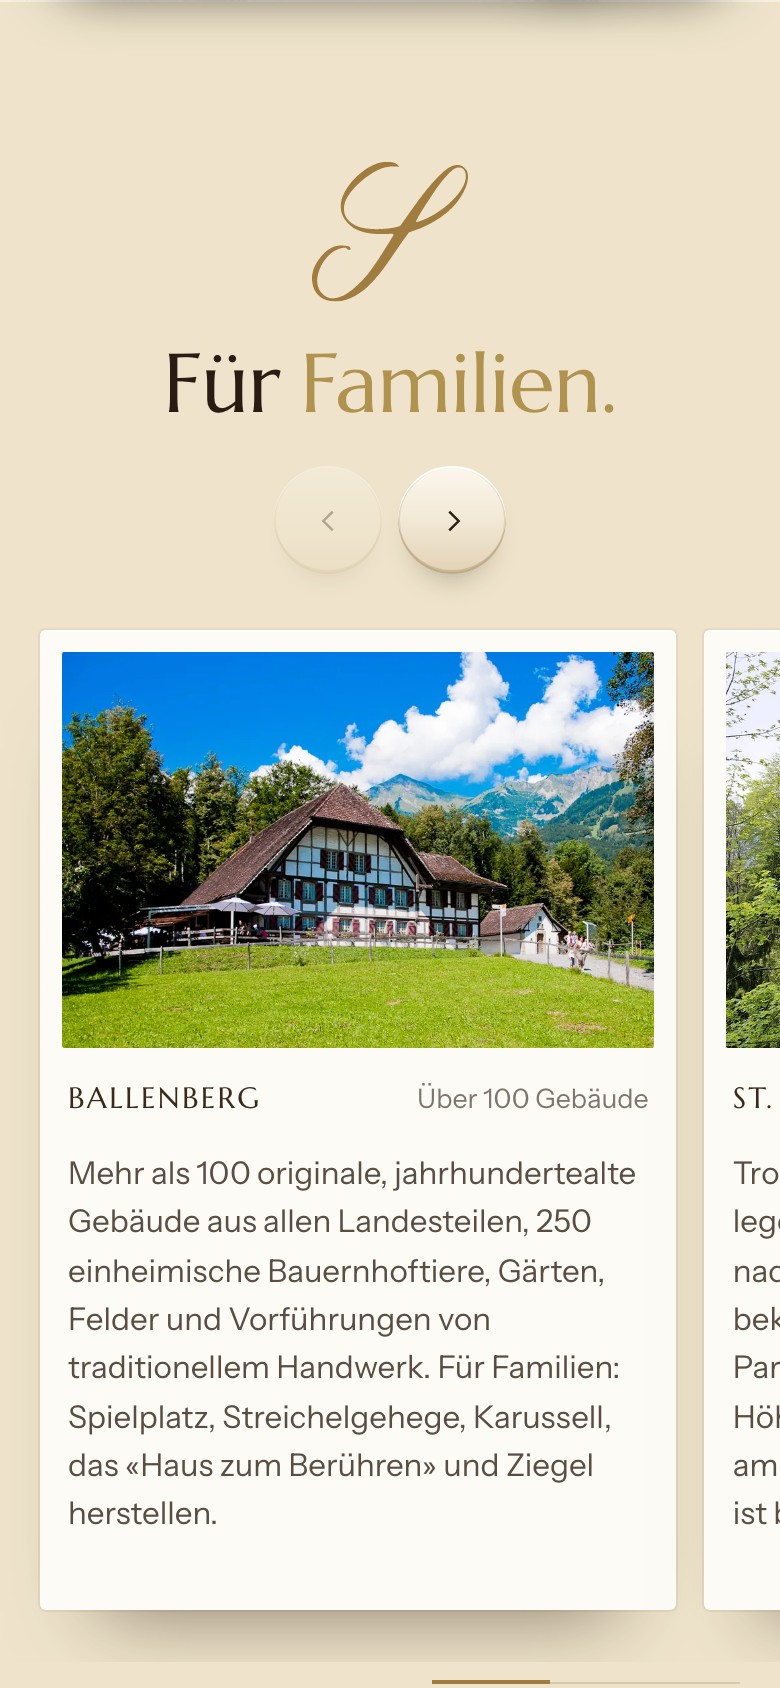 S
Für Familien.
BALLENBERG
Über 100 Gebäude
Mehr als 100 originale, jahrhundertealte
Gebäude aus allen Landesteilen, 250
einheimische Bauernhoftiere, Gärten,
Felder und Vorführungen von
traditionellem Handwerk. Für Familien:
Spielplatz, Streichelgehege, Karussell,
das «Haus zum Berühren» und Ziegel
herstellen.
ST.